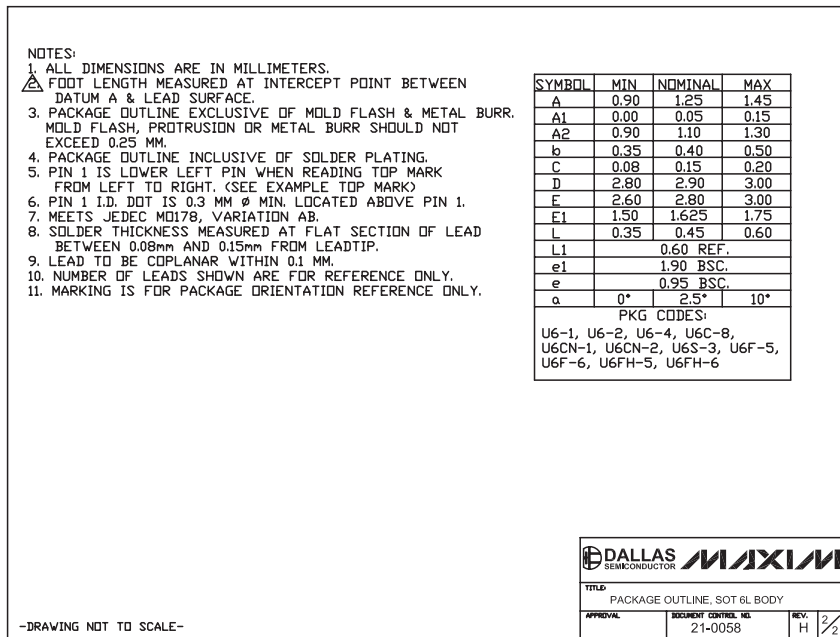 NOTES:
1. ALL DIMENSIONS ARE IN MILLIMETERS.
2. FOOT LENGTH MEASURED AT INTERCEPT POINT BETWEEN
DATUM A & LEAD SURFACE.
3. PACKAGE OUTLINE EXCLUSIVE OF MOLD FLASH & METAL BURR.
MOLD FLASH, PROTRUSION OR METAL BURR SHOULD NOT
EXCEED 0.25 MM.
4. PACKAGE OUTLINE INCLUSIVE OF SOLDER PLATING.
5. PIN 1 IS LOWER LEFT PIN WHEN READING TOP MARK
FROM LEFT TO RIGHT. (SEE EXAMPLE TOP MARK)
6. PIN 1 I.D. DOT IS 0.3 MM Ø MIN. LOCATED ABOVE PIN 1.
7. MEETS JEDEC MO178, VARIATION AB.
8. SOLDER THICKNESS MEASURED AT FLAT SECTION OF LEAD
BETWEEN 0.08mm AND 0.15mm FROM LEADTIP.
9. LEAD TO BE COPLANAR WITHIN 0.1 MM.
10. NUMBER OF LEADS SHOWN ARE FOR REFERENCE ONLY.
11. MARKING IS FOR PACKAGE ORIENTATION REFERENCE ONLY.
SYMBOL MIN NOMINAL MAX
A 0.90 1.25 1.45
A1 0.00 0.05 0.15
A2 0.90 1.10 1.30
b 0.35 0.40 0.50
C 0.08 0.15 0.20
D 2.80 2.90 3.00
E 2.60 2.80 3.00
E1 1.50 1.625 1.75
L 0.35 0.45 0.60
L1 0.60 REF.
e1 1.90 BSC.
e 0.95 BSC.
α 0° 2.5° 10°
PKG CODES:
U6-1, U6-2, U6-4, U6C-8,
U6CN-1, U6CN-2, U6S-3, U6F-5,
U6F-6, U6FH-5, U6FH-6
DALLAS SEMICONDUCTOR MAXIM
TITLE:
PACKAGE OUTLINE, SOT 6L BODY
APPROVAL DOCUMENT CONTROL NO. REV.
21-0058 H 2/2
-DRAWING NOT TO SCALE-